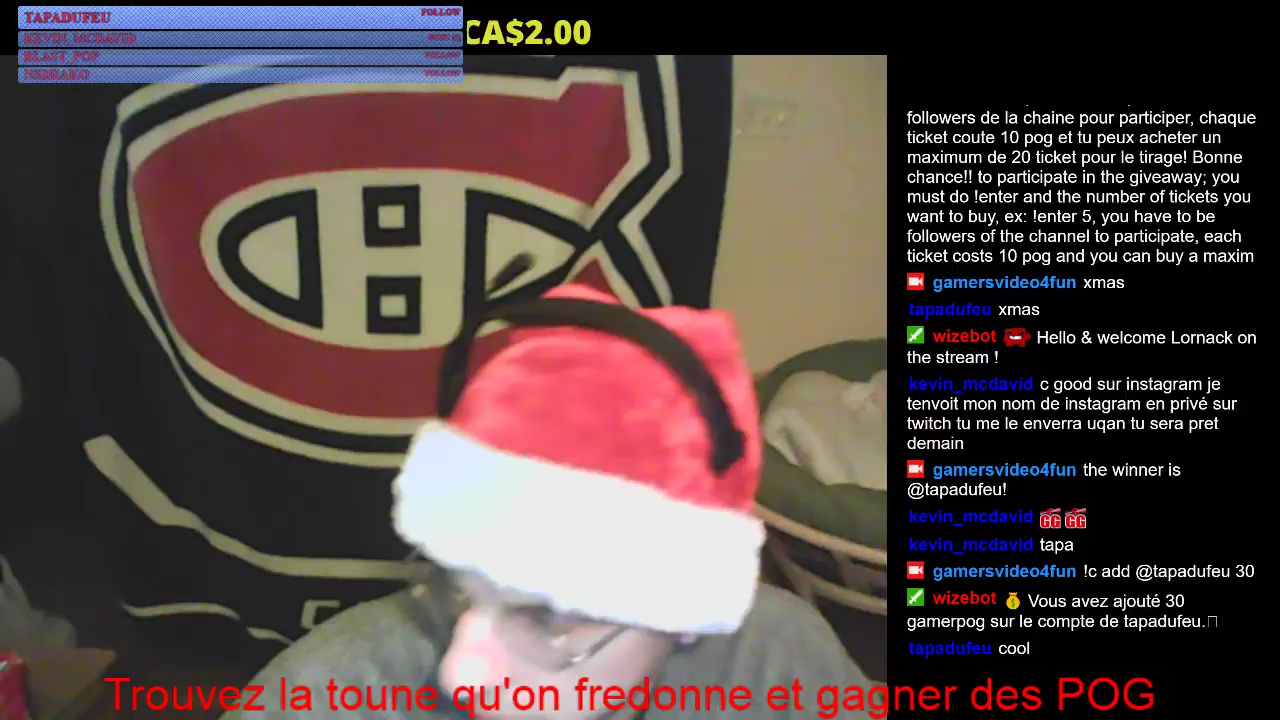 TAPADUFEU FOLLOW
KEVIN_MCDAVID
BLAST_POP FOLLOW
NSDRAKO FOLLOW
CA$2.00
followers de la chaine pour participer, chaque
ticket coute 10 pog et tu peux acheter un
maximum de 20 ticket pour le tirage! Bonne
chance!! to participate in the giveaway; you
must do !enter and the number of tickets you
want to buy, ex: !enter 5, you have to be
followers of the channel to participate, each
ticket costs 10 pog and you can buy a maxim
gamersvideo4fun xmas
tapadufeu xmas
wizebot Hello & welcome Lornack on
the stream !
kevin_mcdavid c good sur instagram je
tenvoit mon nom de instagram en privé sur
twitch tu me le enverra uqan tu sera pret
demain
gamersvideo4fun the winner is
@tapadufeu!
kevin_mcdavid GG GG
kevin_mcdavid tapa
gamersvideo4fun !c add @tapadufeu 30
wizebot Vous avez ajouté 30
gamerpog sur le compte de tapadufeu.
tapadufeu cool
Trouvez la toune qu'on fredonne et gagner des POG